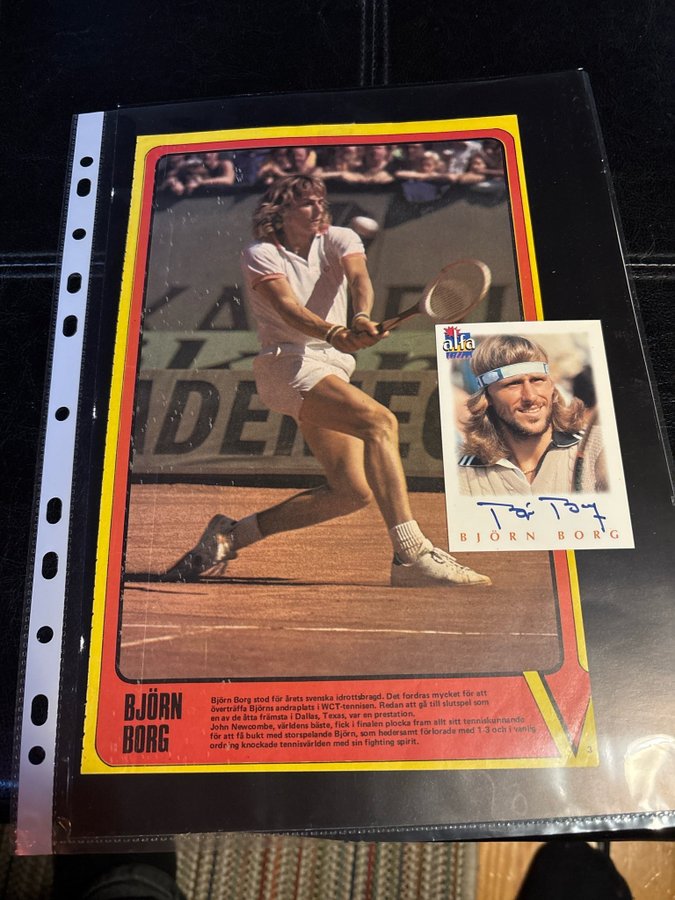 alfa
BJÖRN BORG
BJÖRN
BORG
Björn Borg stod för årets svenska idrottsbragd. Det fordras mycket för att
överträffa Björns andraplats i WCT-tennisen. Redan att gå till slutspel som
en av de åtta främsta i Dallas, Texas, var en prestation.
John Newcombe, världens bäste, fick i finalen plocka fram allt sitt tenniskunnande
för att få bukt med storspelande Björn, som hedersamt förlorade med 1-3 och i vanlig
ordning knockade tennisvärlden med sin fighting spirit.
3